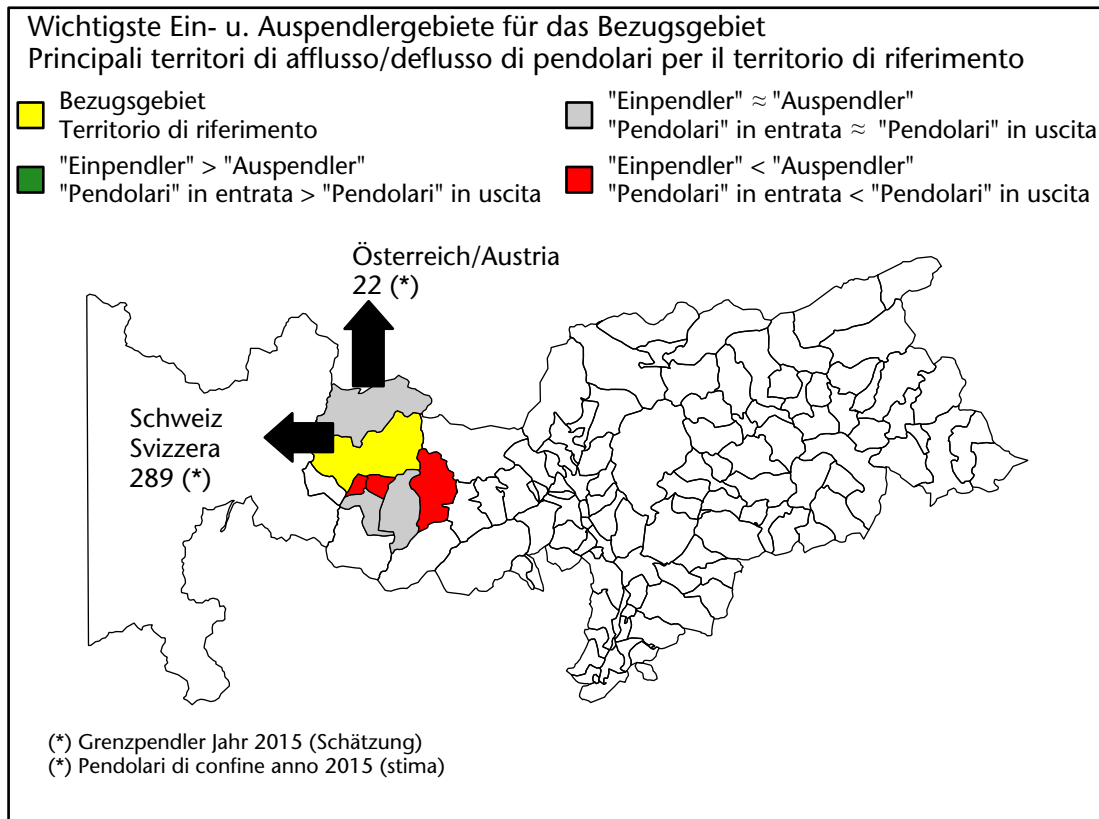 Wichtigste Ein- u. Auspendlergebiete für das Bezugsgebiet
Principali territori di afflusso/deflusso di pendolari per il territorio di riferimento
Bezugsgebiet
Territorio di riferimento
"Einpendler" > "Auspendler"
"Pendolari" in entrata > "Pendolari" in uscita
"Einpendler" ≈ "Auspendler"
"Pendolari" in entrata ≈ "Pendolari" in uscita
"Einpendler" < "Auspendler"
"Pendolari" in entrata < "Pendolari" in uscita
Österreich/Austria
22 (*)
Schweiz
Svizzera
289 (*)
(*) Grenzpendler Jahr 2015 (Schätzung)
(*) Pendolari di confine anno 2015 (stima)